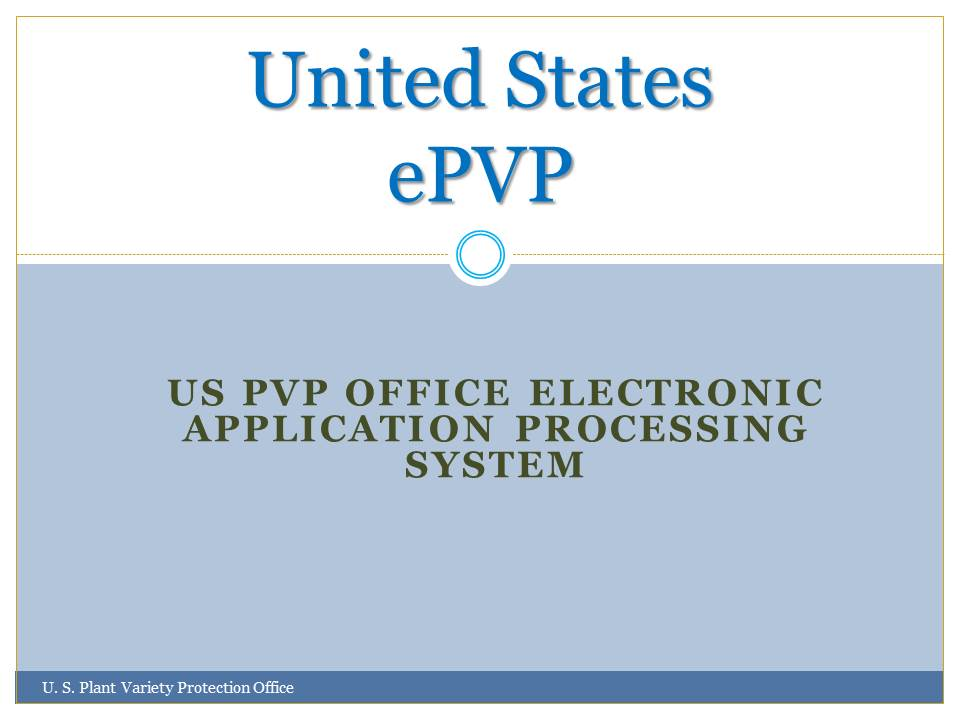 United States
ePVP
US PVP OFFICE ELECTRONIC
APPLICATION PROCESSING
SYSTEM
U. S. Plant Variety Protection Office